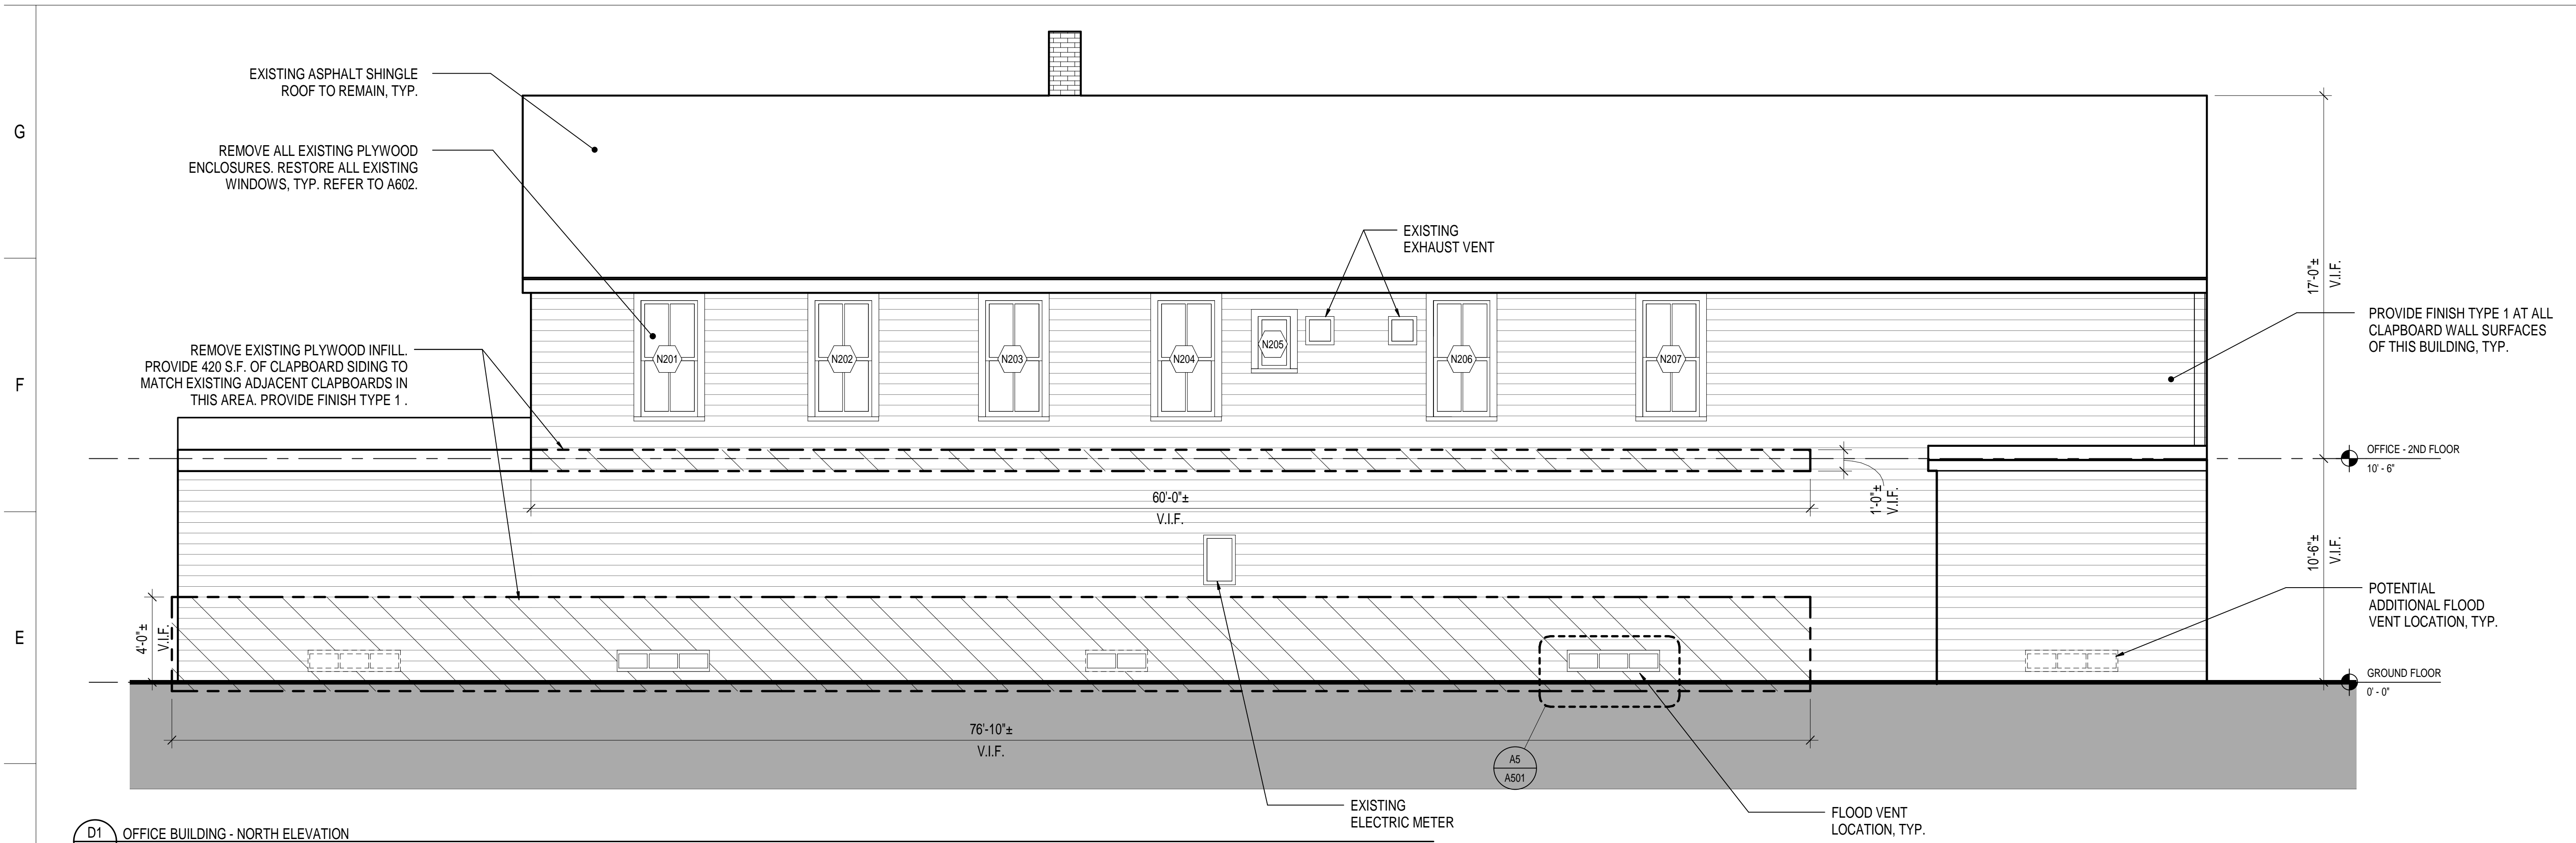 G
F
E
EXISTING ASPHALT SHINGLE
ROOF TO REMAIN, TYP.
REMOVE ALL EXISTING PLYWOOD
ENCLOSURES. RESTORE ALL EXISTING
WINDOWS, TYP. REFER TO A602.
EXISTING
EXHAUST VENT
17'-0"±
V.I.F.
PROVIDE FINISH TYPE 1 AT ALL
CLAPBOARD WALL SURFACES
OF THIS BUILDING, TYP.
REMOVE EXISTING PLYWOOD INFILL.
PROVIDE 420 S.F. OF CLAPBOARD SIDING TO
MATCH EXISTING ADJACENT CLAPBOARDS IN
THIS AREA. PROVIDE FINISH TYPE 1 .
N201
N202
N203
N204
N205
N206
N207
OFFICE - 2ND FLOOR
10' - 6"
60'-0"±
V.I.F.
1'-0"±
V.I.F.
10'-6"±
V.I.F.
POTENTIAL
ADDITIONAL FLOOD
VENT LOCATION, TYP.
4'-0"±
V.I.F.
GROUND FLOOR
0' - 0"
76'-10"±
V.I.F.
A5
A501
EXISTING
ELECTRIC METER
FLOOD VENT
LOCATION, TYP.
D1
OFFICE BUILDING - NORTH ELEVATION